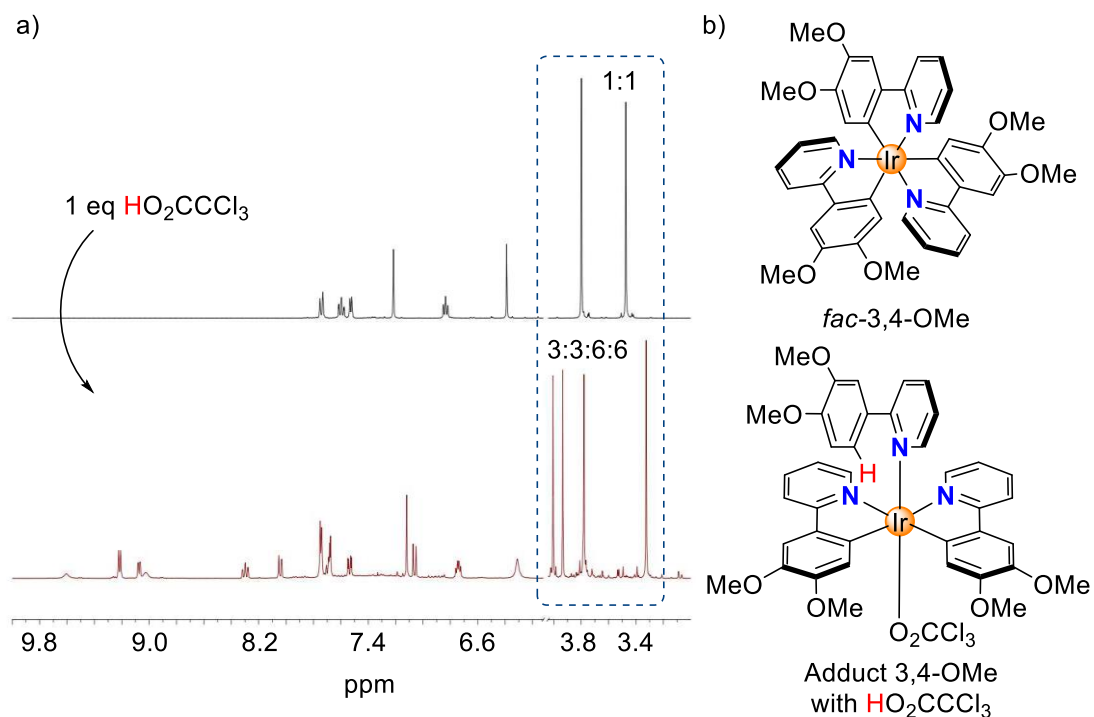 a)
1:1
1 eq HO₂CCCl₃
3:3:6:6
9.8 9.0 8.2 7.4 6.6 3.8 3.4
ppm
b)
MeO
MeO
N
N
Ir
N
OMe
OMe
MeO
OMe
fac-3,4-OMe
MeO
MeO
N
H
N
Ir
N
MeO
OMe
OMe
OMe
O₂CCl₃
Adduct 3,4-OMe
with HO₂CCCl₃